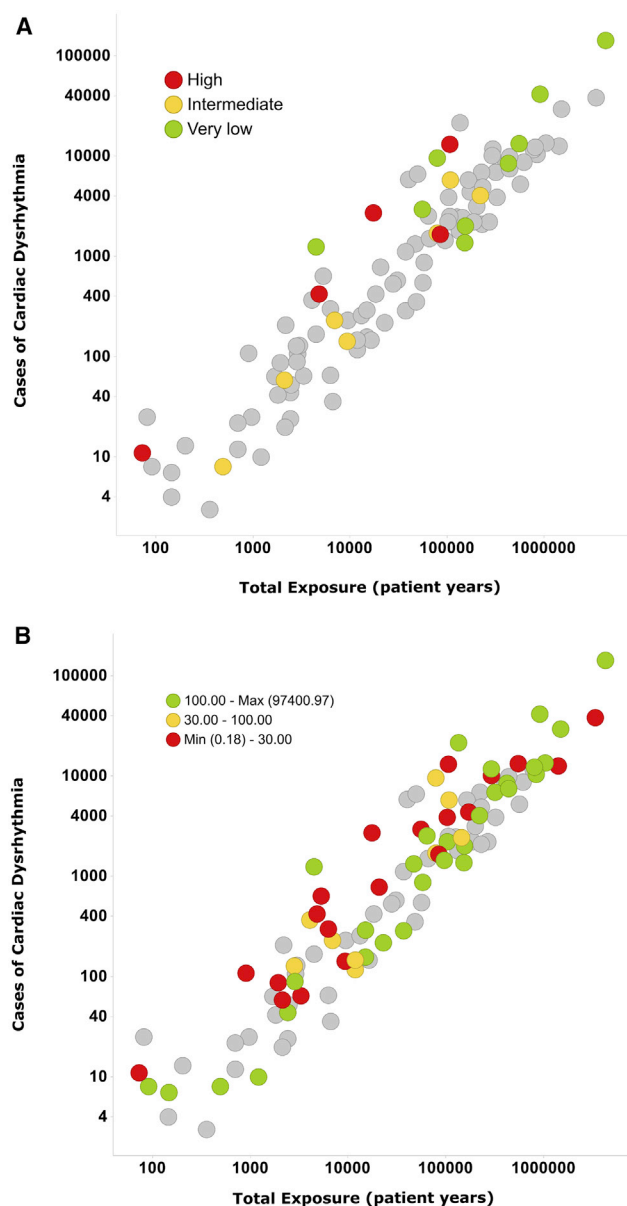 A
100000
40000
10000
4000
1000
400
100
40
10
4
Cases of Cardiac Dysrhythmia
High
Intermediate
Very low
100 1000 10000 100000 1000000
Total Exposure (patient years)
B
100000
40000
10000
4000
1000
400
100
40
10
4
Cases of Cardiac Dysrhythmia
100.00 - Max (97400.97)
30.00 - 100.00
Min (0.18) - 30.00
100 1000 10000 100000 1000000
Total Exposure (patient years)